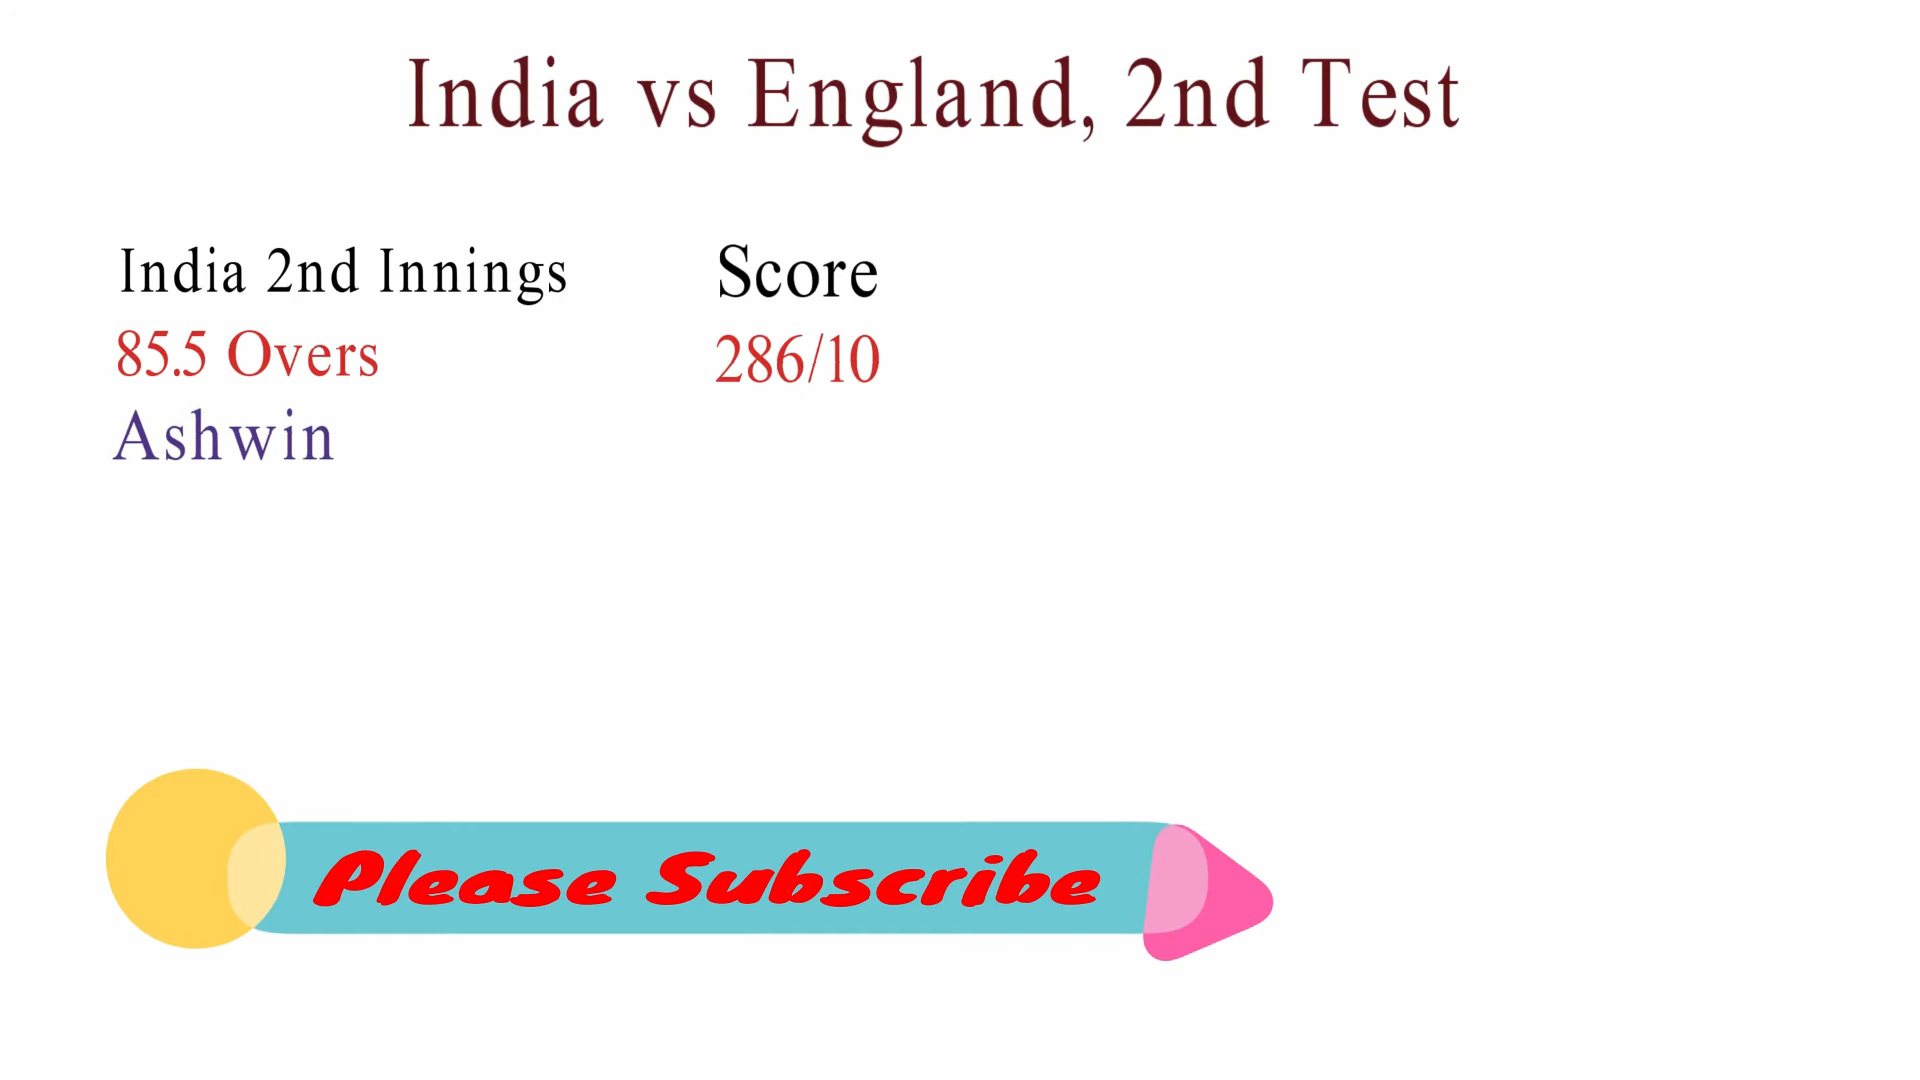 India vs England, 2nd Test
India 2nd Innings Score
85.5 Overs 286/10
Ashwin
Please Subscribe